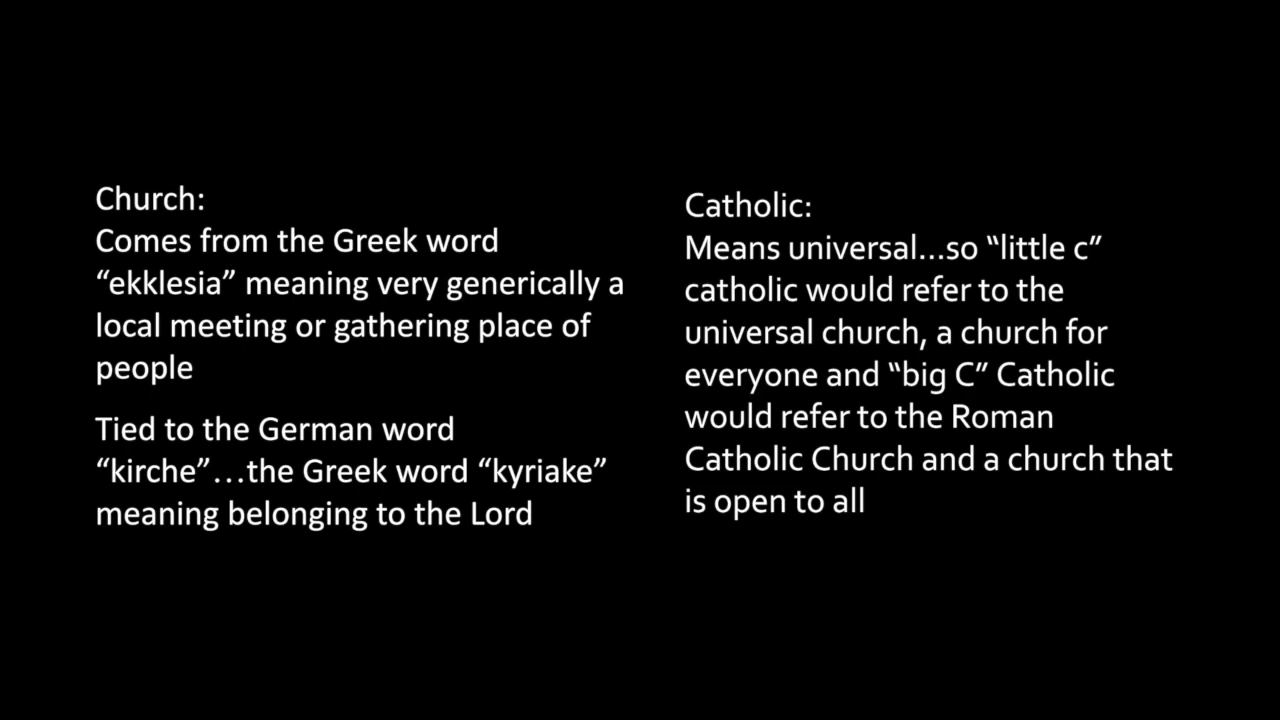 Church:
Comes from the Greek word
“ekklesia” meaning very generically a
local meeting or gathering place of
people
Tied to the German word
“kirche”...the Greek word “kyriake”
meaning belonging to the Lord
Catholic:
Means universal...so “little c”
catholic would refer to the
universal church, a church for
everyone and “big C” Catholic
would refer to the Roman
Catholic Church and a church that
is open to all